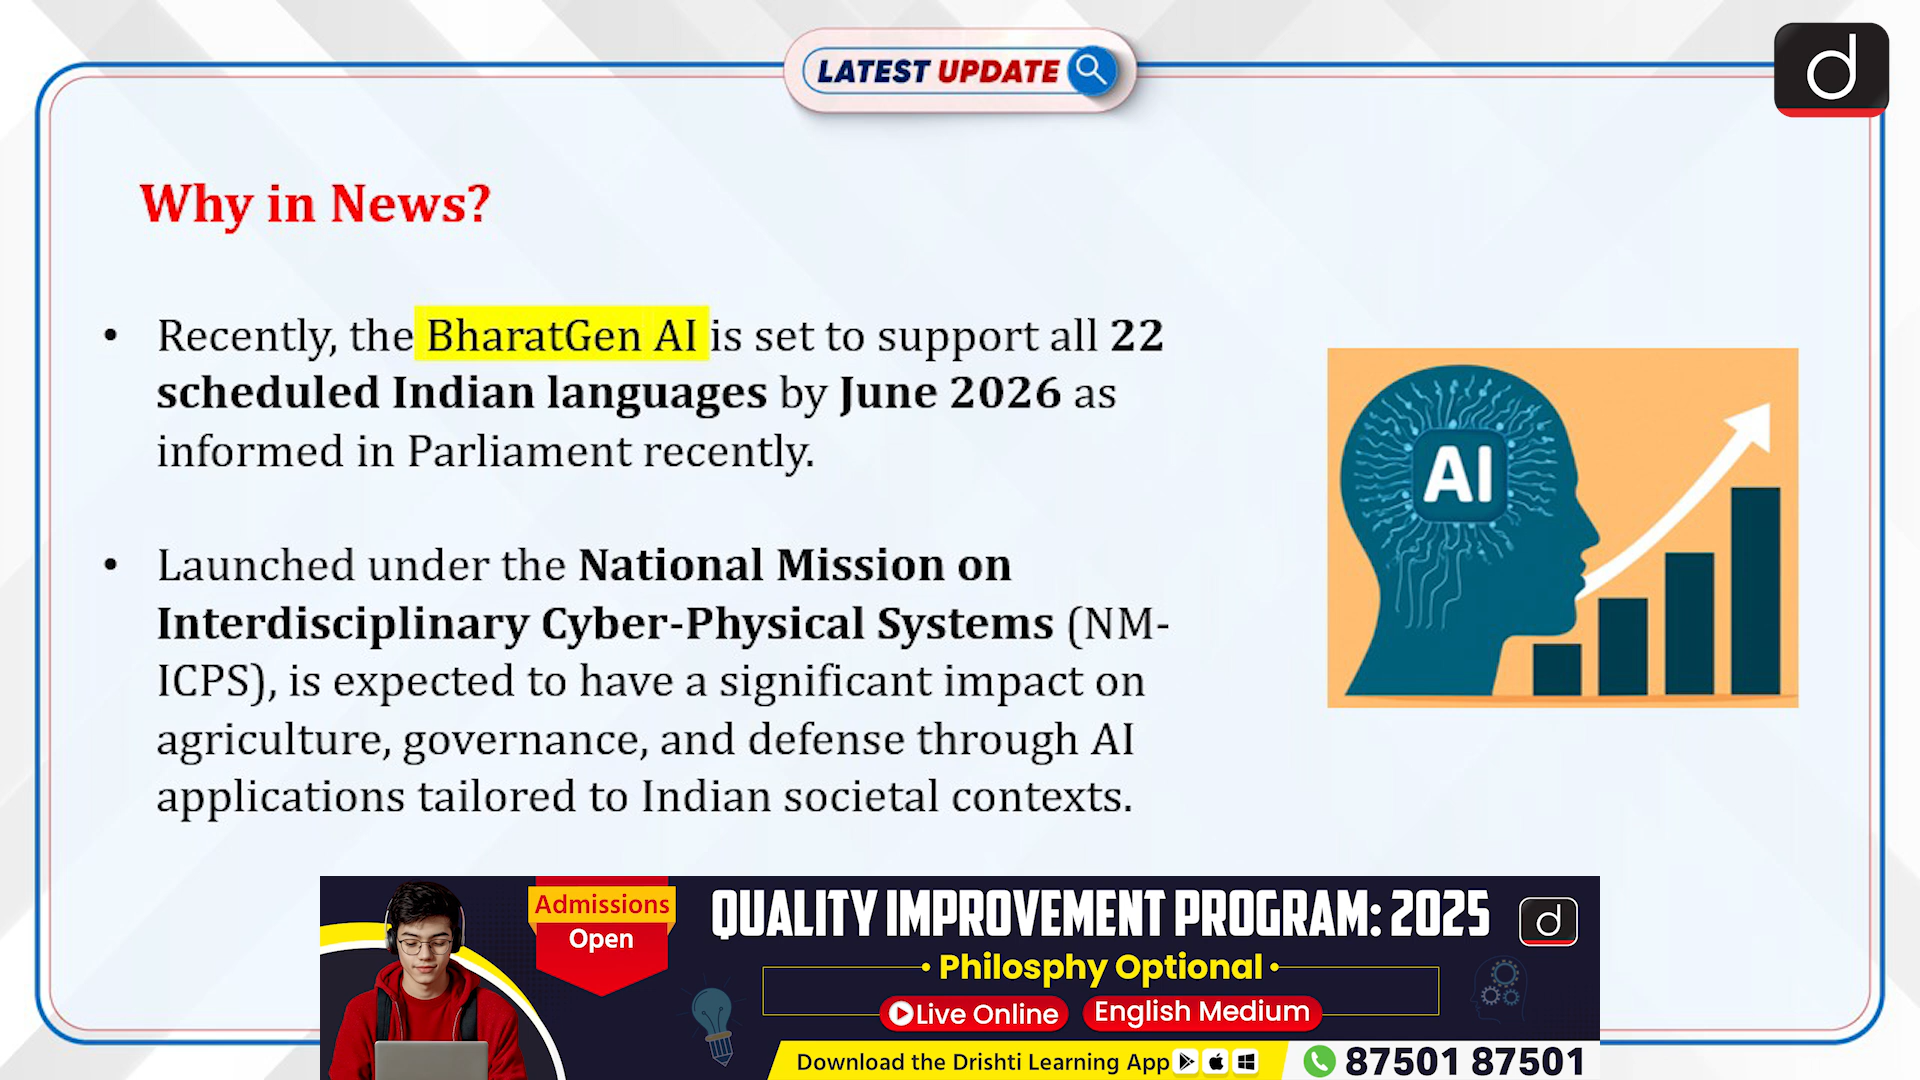 LATEST UPDATE
d
Why in News?
• Recently, the BharatGen AI is set to support all 22
scheduled Indian languages by June 2026 as
informed in Parliament recently.
AI
• Launched under the National Mission on
Interdisciplinary Cyber-Physical Systems (NM-
ICPS), is expected to have a significant impact on
agriculture, governance, and defense through AI
applications tailored to Indian societal contexts.
Admissions
Open
QUALITY IMPROVEMENT PROGRAM: 2025
d
• Philosphy Optional •
Live Online English Medium
Download the Drishti Learning App
87501 87501